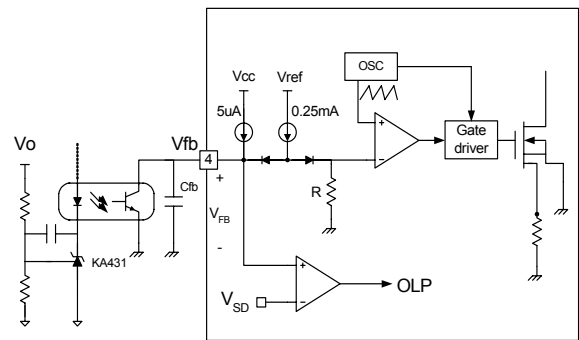 OSC
Vcc
Vref
5uA
0.25mA
Vo
Vfb
4
+
-
Gate
driver
Cfb
+
V_FB
-
R
KA431
+
-
V_SD
OLP